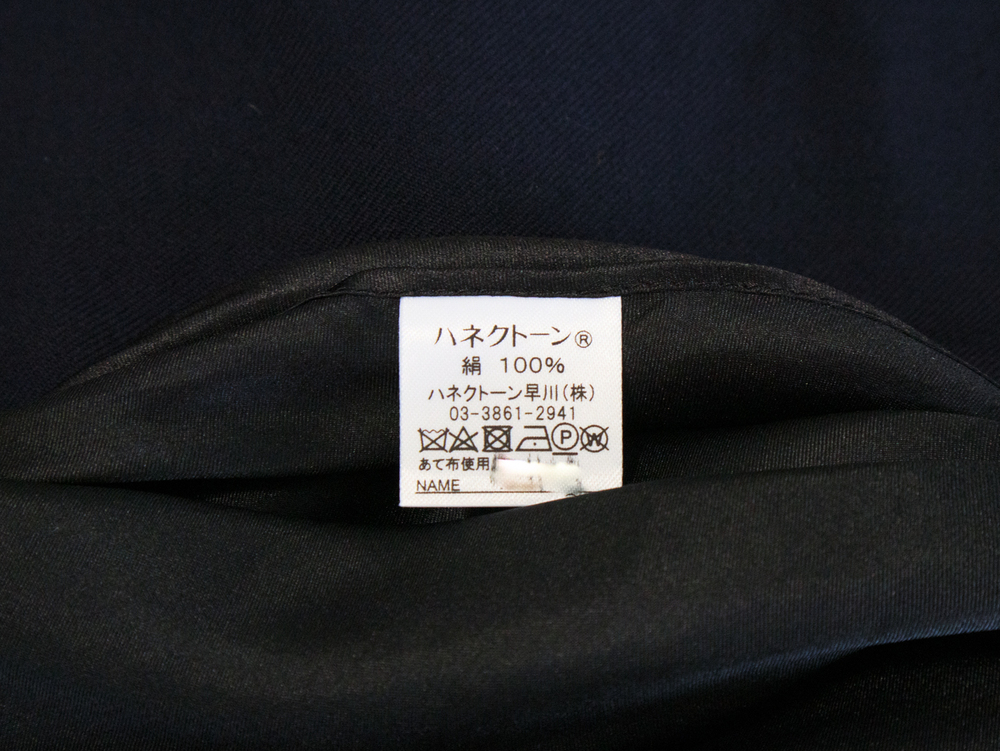 ハネクトーン®
絹 100%
ハネクトーン早川(株)
03-3861-2941
P W
あて布使用
NAME